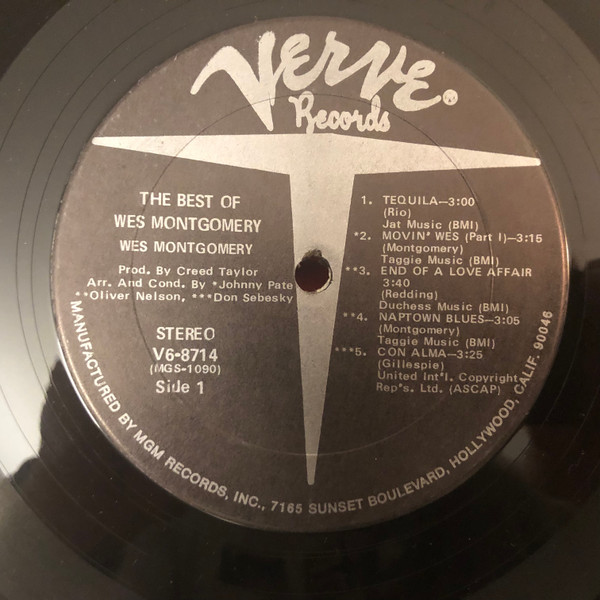 Verve®
Records
THE BEST OF
WES MONTGOMERY
WES MONTGOMERY
Prod. By Creed Taylor
Arr. And Cond. By *Johnny Pate
**Oliver Nelson, ***Don Sebesky
STEREO
V6-8714
(MGS-1090)
Side 1
1. TEQUILA—3:00
(Rio)
Jat Music (BMI)
*2. MOVIN' WES (Part I)—3:15
(Montgomery)
Taggie Music (BMI)
**3. END OF A LOVE AFFAIR
3:40
(Redding)
Duchess Music (BMI)
**4. NAPTOWN BLUES—3:05
(Montgomery)
Taggie Music (BMI)
***5. CON ALMA—3:25
(Gillespie)
United Int'l. Copyright
Rep's. Ltd. (ASCAP)
MANUFACTURED BY MGM RECORDS, INC., 7165 SUNSET BOULEVARD, HOLLYWOOD, CALIF. 90046